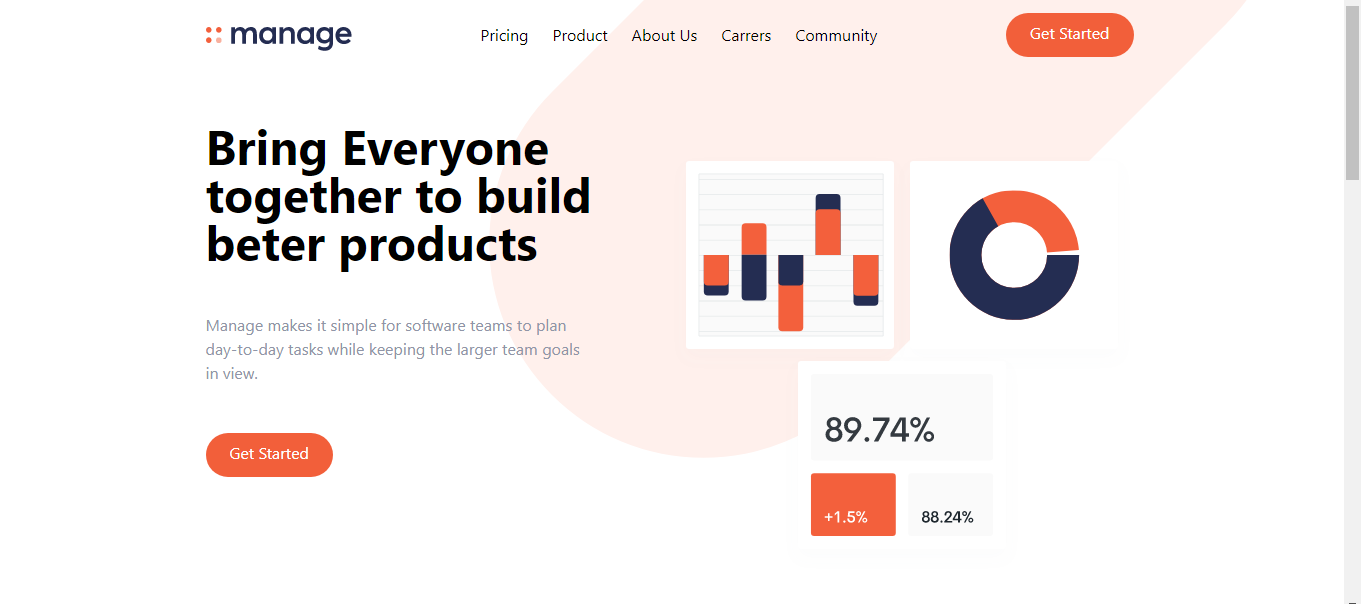 manage
Pricing Product About Us Carrers Community
Get Started
Bring Everyone
together to build
beter products
Manage makes it simple for software teams to plan
day-to-day tasks while keeping the larger team goals
in view.
Get Started
89.74%
+1.5% 88.24%